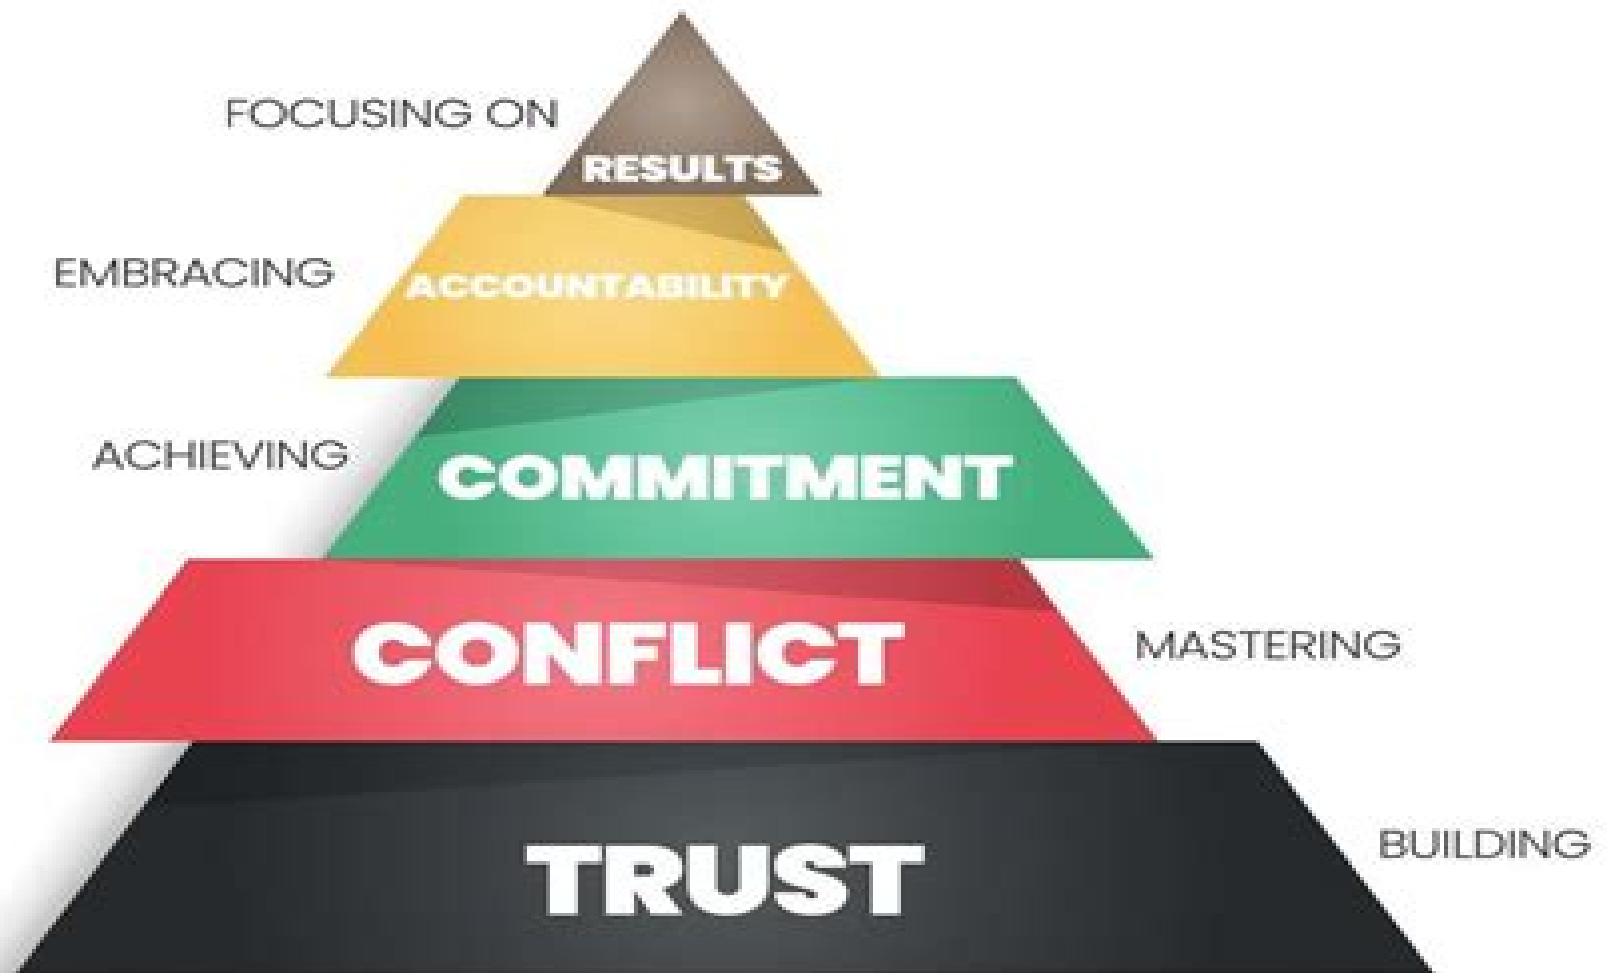 FOCUSING ON
RESULTS
EMBRACING
ACCOUNTABILITY
ACHIEVING
COMMITMENT
CONFLICT
MASTERING
TRUST
BUILDING